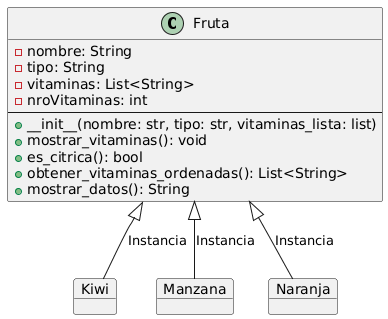 C Fruta
nombre: String
tipo: String
vitaminas: List<String>
nroVitaminas: int
__init__(nombre: str, tipo: str, vitaminas_lista: list)
mostrar_vitaminas(): void
es_citrica(): bool
obtener_vitaminas_ordenadas(): List<String>
mostrar_datos(): String
Instancia Instancia Instancia
Kiwi Manzana Naranja